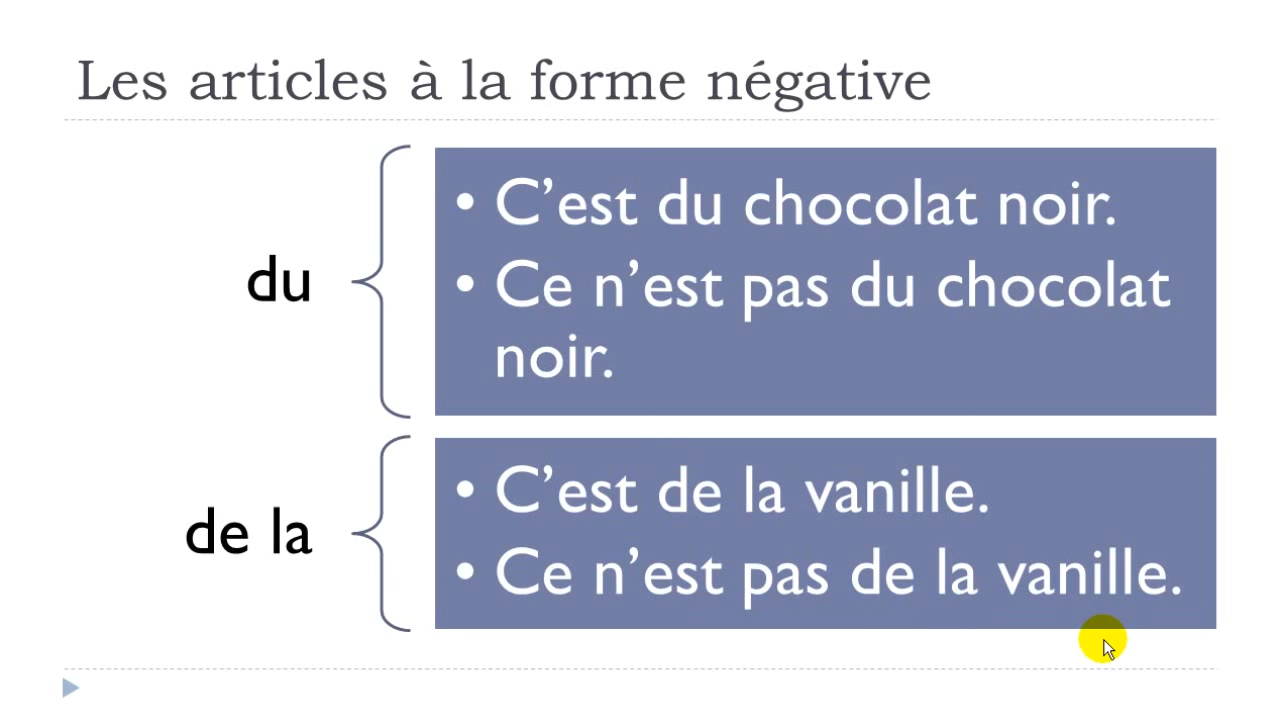 Les articles à la forme négative
du
• C’est du chocolat noir.
• Ce n’est pas du chocolat
noir.
de la
• C’est de la vanille.
• Ce n’est pas de la vanille.